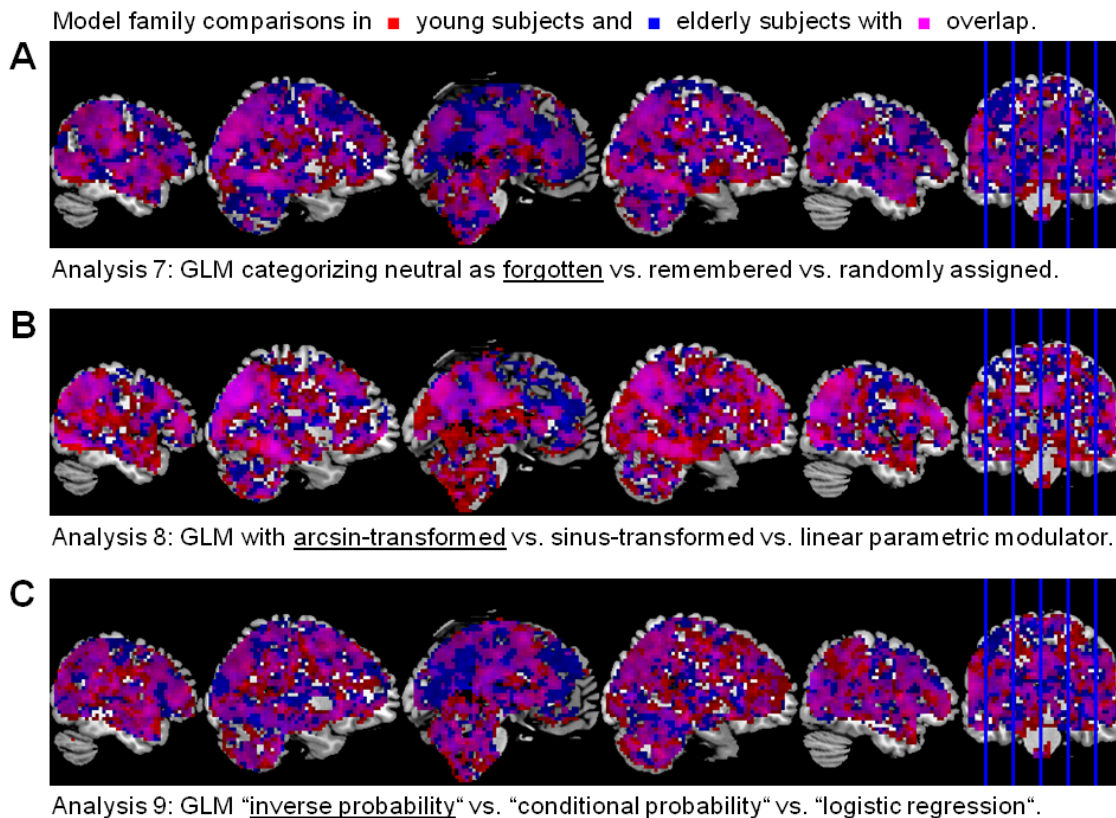 Model family comparisons in ■ young subjects and ■ elderly subjects with ■ overlap.
A
Analysis 7: GLM categorizing neutral as forgotten vs. remembered vs. randomly assigned.
B
Analysis 8: GLM with arcsin-transformed vs. sinus-transformed vs. linear parametric modulator.
C
Analysis 9: GLM “inverse probability“ vs. “conditional probability“ vs. “logistic regression“.